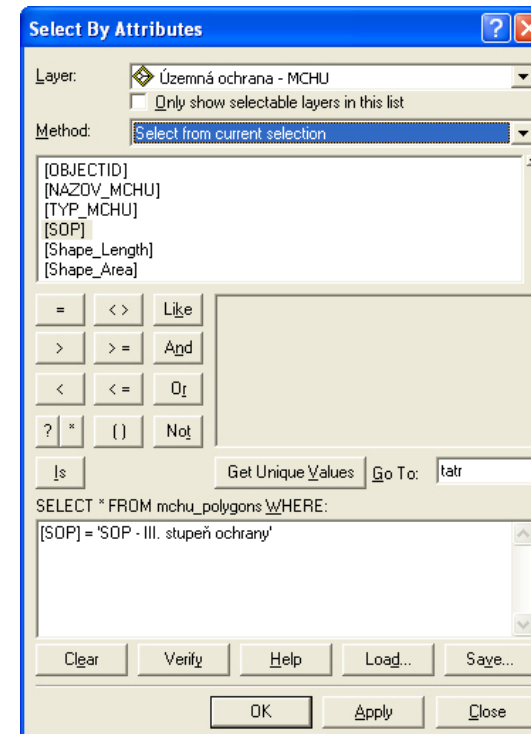 Select By Attributes
Layer: Územná ochrana - MCHU
Only show selectable layers in this list
Method: Select from current selection
[OBJECTID]
[NAZOV_MCHU]
[TYP_MCHU]
[SOP]
[Shape_Length]
[Shape_Area]
= <> Like
> >= And
< <= Or
? * () Not
Is Get Unique Values Go To: tatr
SELECT * FROM mchu_polygons WHERE:
[SOP] = 'SOP - III. stupeň ochrany'
Clear Verify Help Load... Save...
OK Apply Close